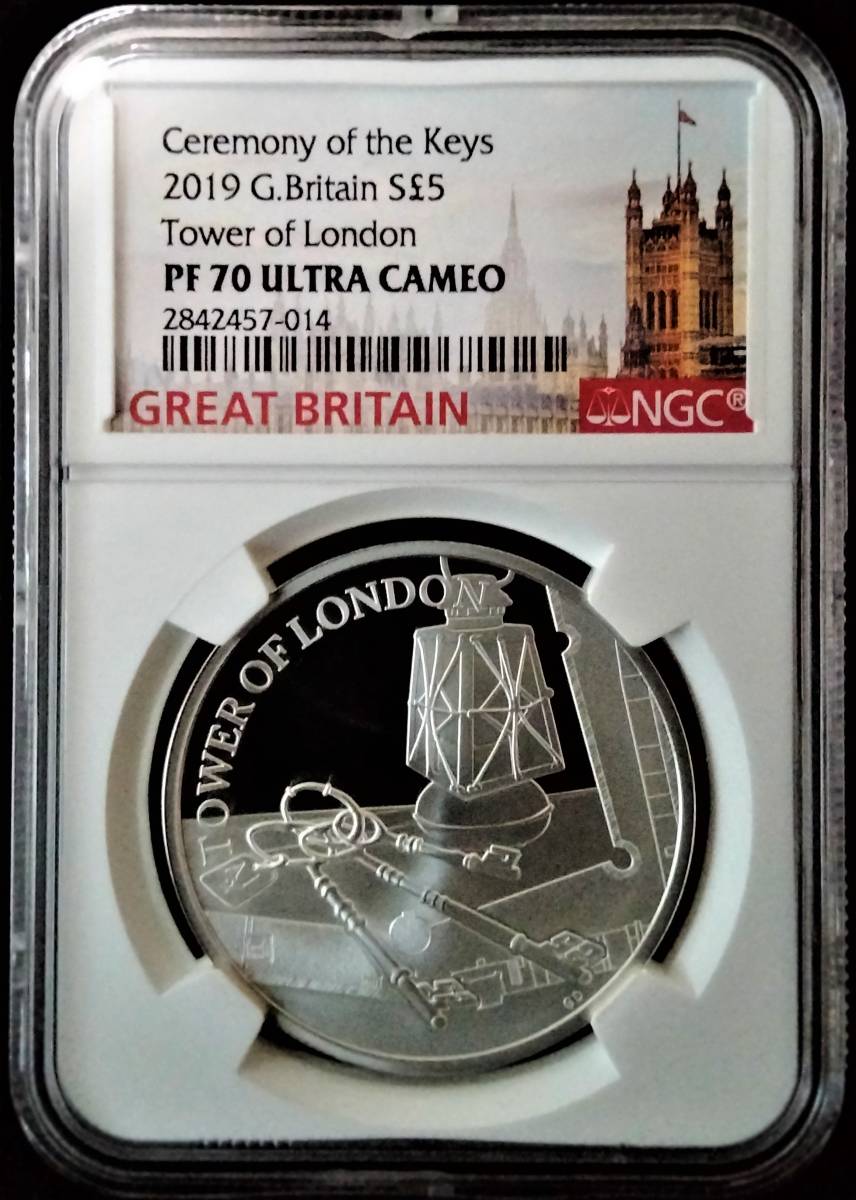 Ceremony of the Keys
2019 G.Britain S£5
Tower of London
PF 70 ULTRA CAMEO
2842457-014
GREAT BRITAIN
NGC®
TOWER OF LONDON
GD